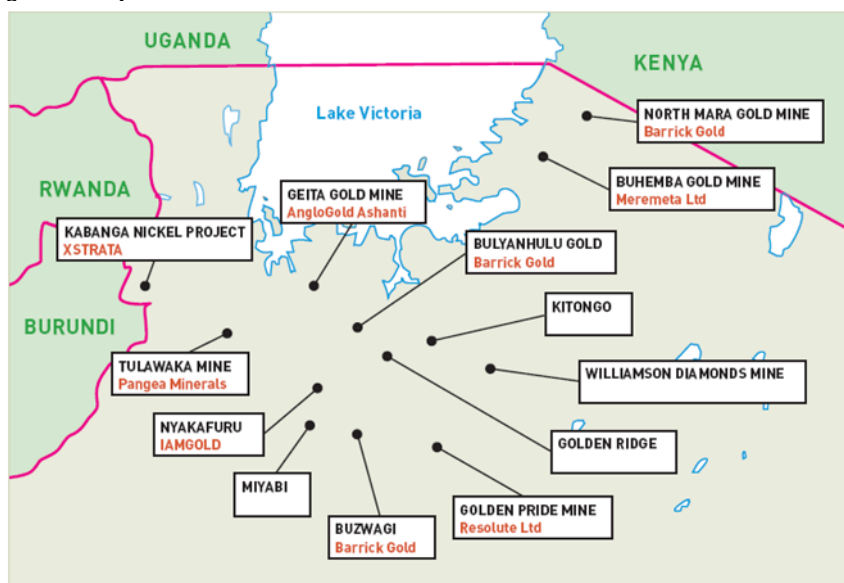 UGANDA
KENYA
Lake Victoria
NORTH MARA GOLD MINE
Barrick Gold
RWANDA
GEITA GOLD MINE
AngloGold Ashanti
BUHEMBA GOLD MINE
Meremeta Ltd
KABANGA NICKEL PROJECT
XSTRATA
BULYANHULU GOLD
Barrick Gold
KITONGO
BURUNDI
TULAWAKA MINE
Pangea Minerals
WILLIAMSON DIAMONDS MINE
NYAKAFURU
IAMGOLD
GOLDEN RIDGE
MIYABI
GOLDEN PRIDE MINE
Resolute Ltd
BUZWAGI
Barrick Gold